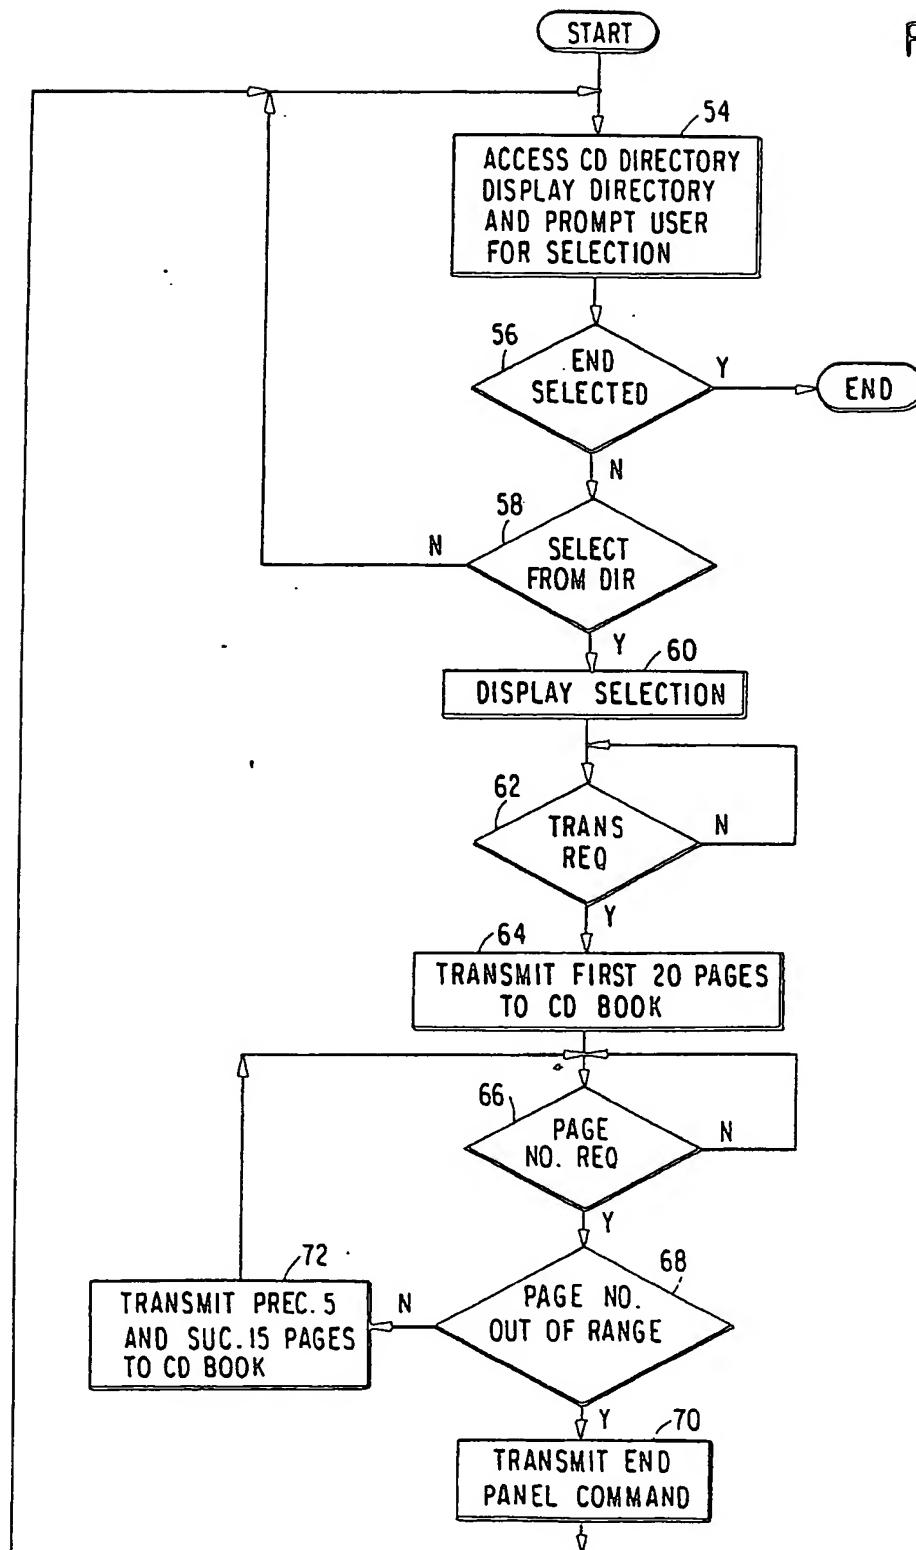 START
54
ACCESS CD DIRECTORY
DISPLAY DIRECTORY
AND PROMPT USER
FOR SELECTION
56
END
SELECTED
Y
END
N
58
N
SELECT
FROM DIR
Y
60
DISPLAY SELECTION
62
TRANS
REQ
N
Y
64
TRANSMIT FIRST 20 PAGES
TO CD BOOK
66
PAGE
NO. REQ
N
Y
72
68
TRANSMIT PREC. 5
AND SUC. 15 PAGES
TO CD BOOK
N
PAGE NO.
OUT OF RANGE
Y
70
TRANSMIT END
PANEL COMMAND